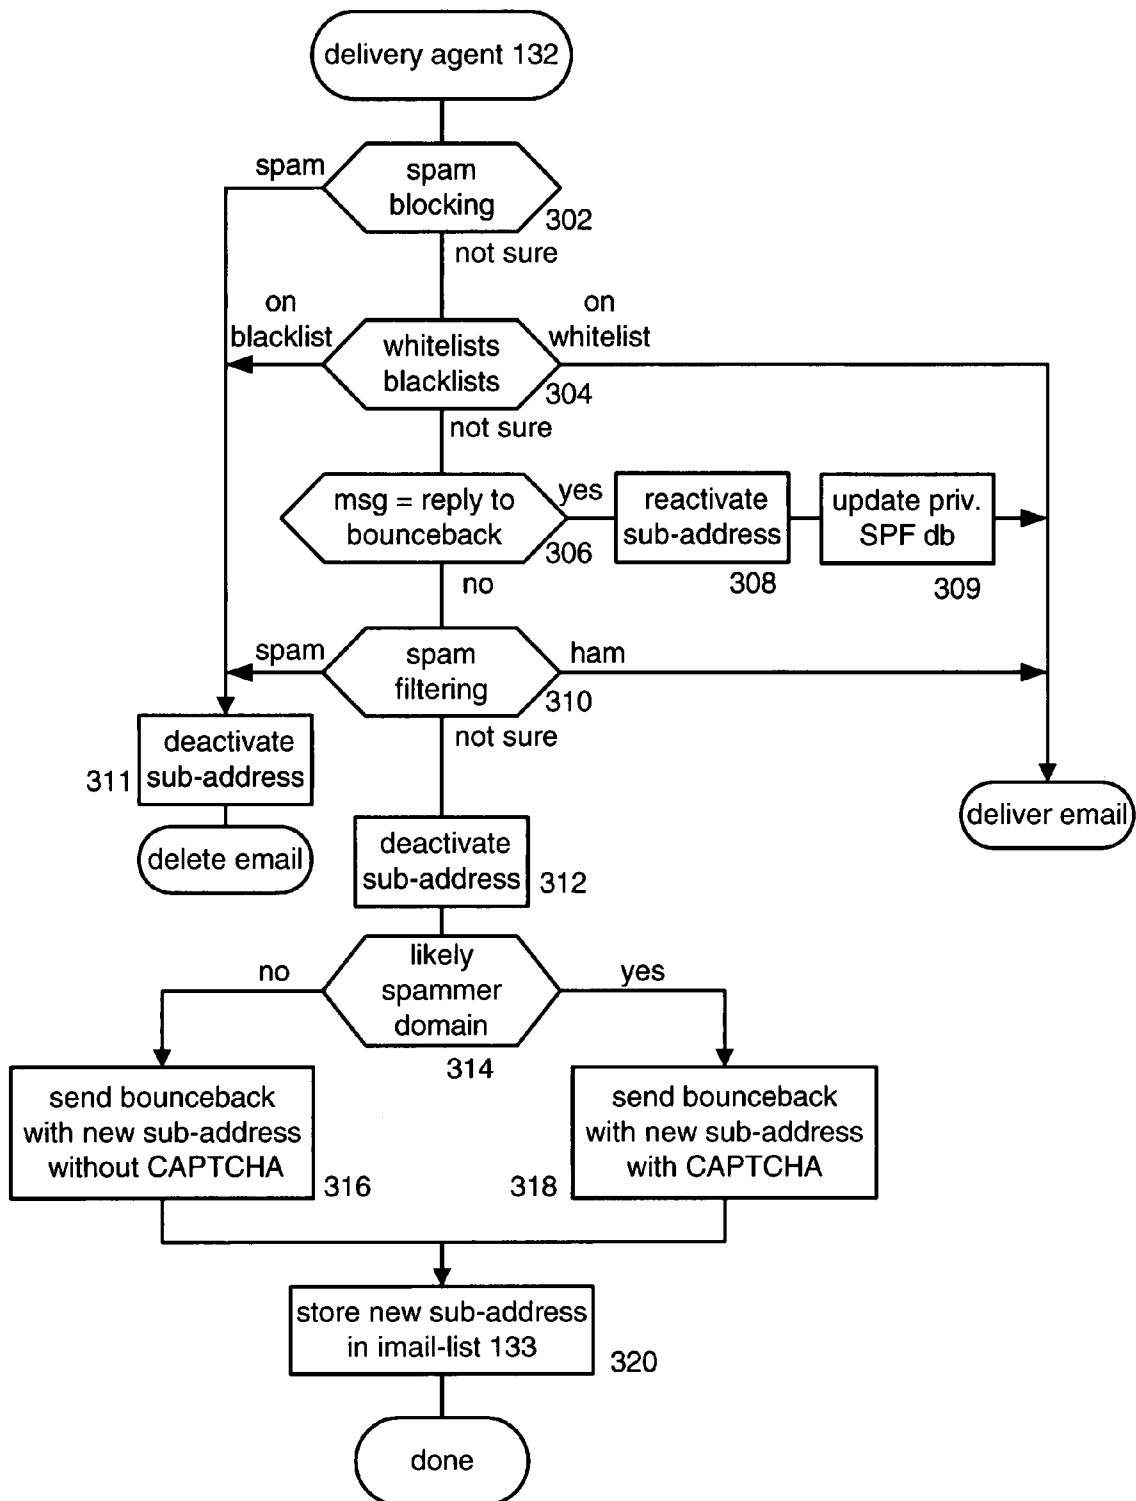 delivery agent 132
spam
spam
blocking
302
not sure
on
blacklist
on
whitelist
whitelists
blacklists
304
not sure
msg = reply to
bounceback
306
yes
reactivate
sub-address
308
update priv.
SPF db
309
no
spam
spam
filtering
310
ham
not sure
deactivate
sub-address
311
delete email
deliver email
deactivate
sub-address
312
no
likely
spammer
domain
314
yes
send bounceback
with new sub-address
without CAPTCHA
316
send bounceback
with new sub-address
with CAPTCHA
318
store new sub-address
in imail-list 133
320
done